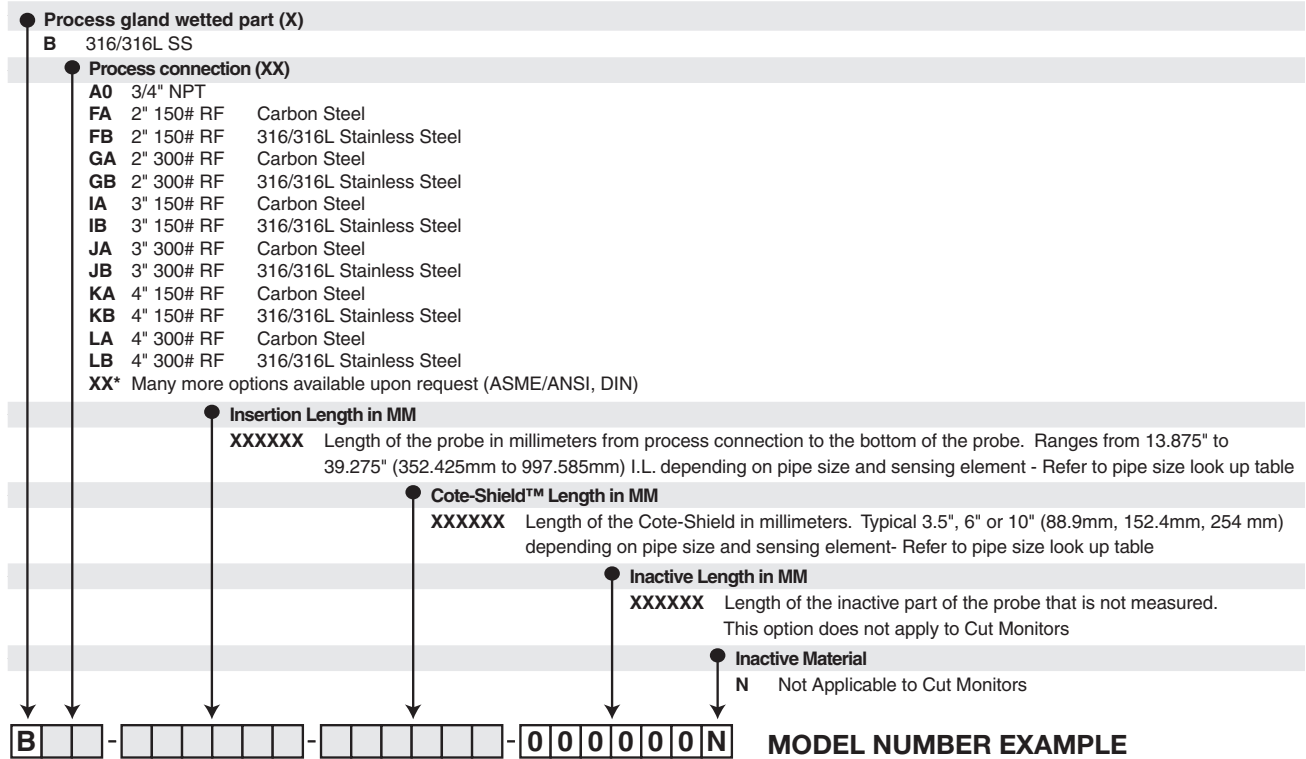 Process gland wetted part (X)
B 316/316L SS
Process connection (XX)
A0 3/4" NPT
FA 2" 150# RF Carbon Steel
FB 2" 150# RF 316/316L Stainless Steel
GA 2" 300# RF Carbon Steel
GB 2" 300# RF 316/316L Stainless Steel
IA 3" 150# RF Carbon Steel
IB 3" 150# RF 316/316L Stainless Steel
JA 3" 300# RF Carbon Steel
JB 3" 300# RF 316/316L Stainless Steel
KA 4" 150# RF Carbon Steel
KB 4" 150# RF 316/316L Stainless Steel
LA 4" 300# RF Carbon Steel
LB 4" 300# RF 316/316L Stainless Steel
XX* Many more options available upon request (ASME/ANSI, DIN)
Insertion Length in MM
XXXXXX Length of the probe in millimeters from process connection to the bottom of the probe. Ranges from 13.875" to
39.275" (352.425mm to 997.585mm) I.L. depending on pipe size and sensing element - Refer to pipe size look up table
Cote-Shield™ Length in MM
XXXXXX Length of the Cote-Shield in millimeters. Typical 3.5", 6" or 10" (88.9mm, 152.4mm, 254 mm)
depending on pipe size and sensing element- Refer to pipe size look up table
Inactive Length in MM
XXXXXX Length of the inactive part of the probe that is not measured.
This option does not apply to Cut Monitors
Inactive Material
N Not Applicable to Cut Monitors
B - - - 0 0 0 0 0 0 N MODEL NUMBER EXAMPLE